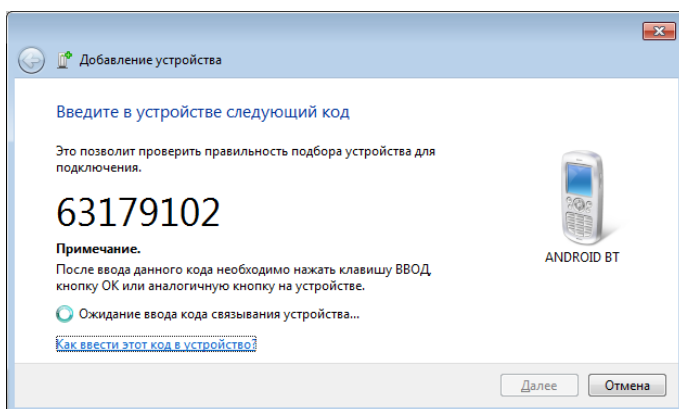 Добавление устройства
Введите в устройстве следующий код
Это позволит проверить правильность подбора устройства для
подключения.
63179102
Примечание.
После ввода данного кода необходимо нажать клавишу ВВОД,
кнопку ОК или аналогичную кнопку на устройстве.
ANDROID BT
Ожидание ввода кода связывания устройства...
Как ввести этот код в устройство?
Далее
Отмена